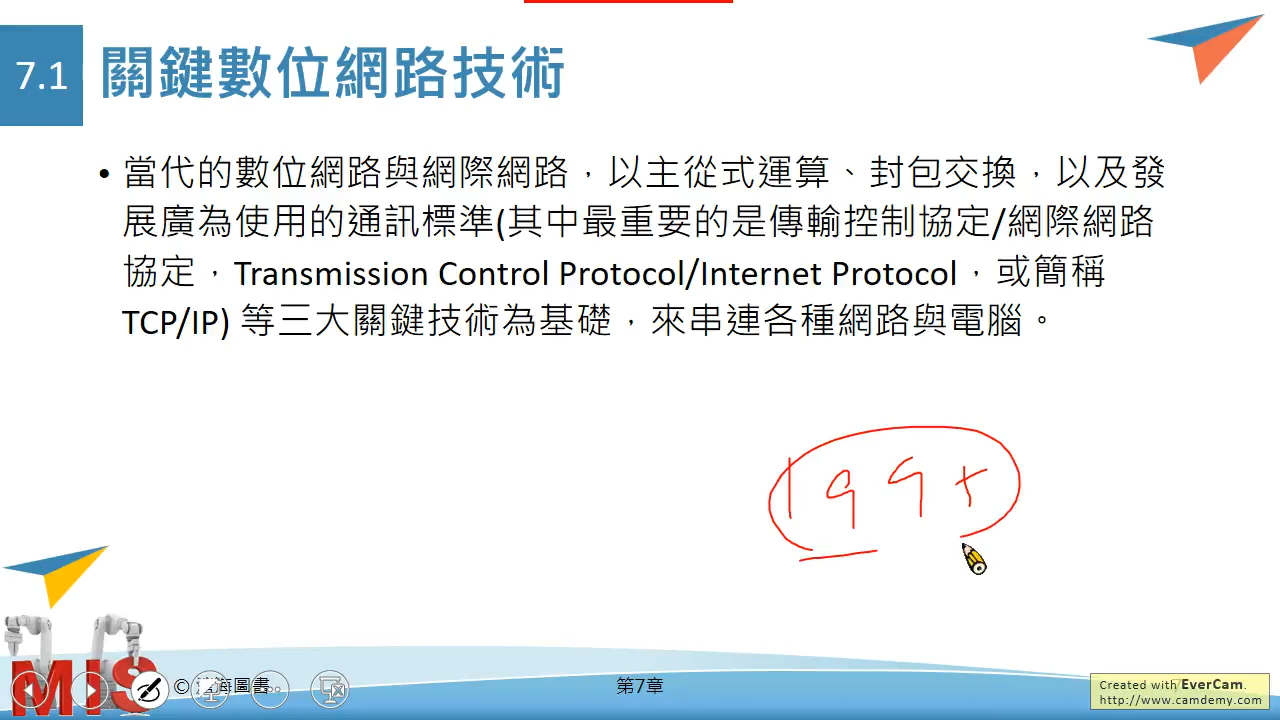 7.1 關鍵數位網路技術
• 當代的數位網路與網際網路，以主從式運算、封包交換，以及發
展廣為使用的通訊標準(其中最重要的是傳輸控制協定/網際網路
協定，Transmission Control Protocol/Internet Protocol，或簡稱
TCP/IP) 等三大關鍵技術為基礎，來串連各種網路與電腦。
199
MIS
© 圖書
第7章
Created with EverCam.
http://www.camdemy.com